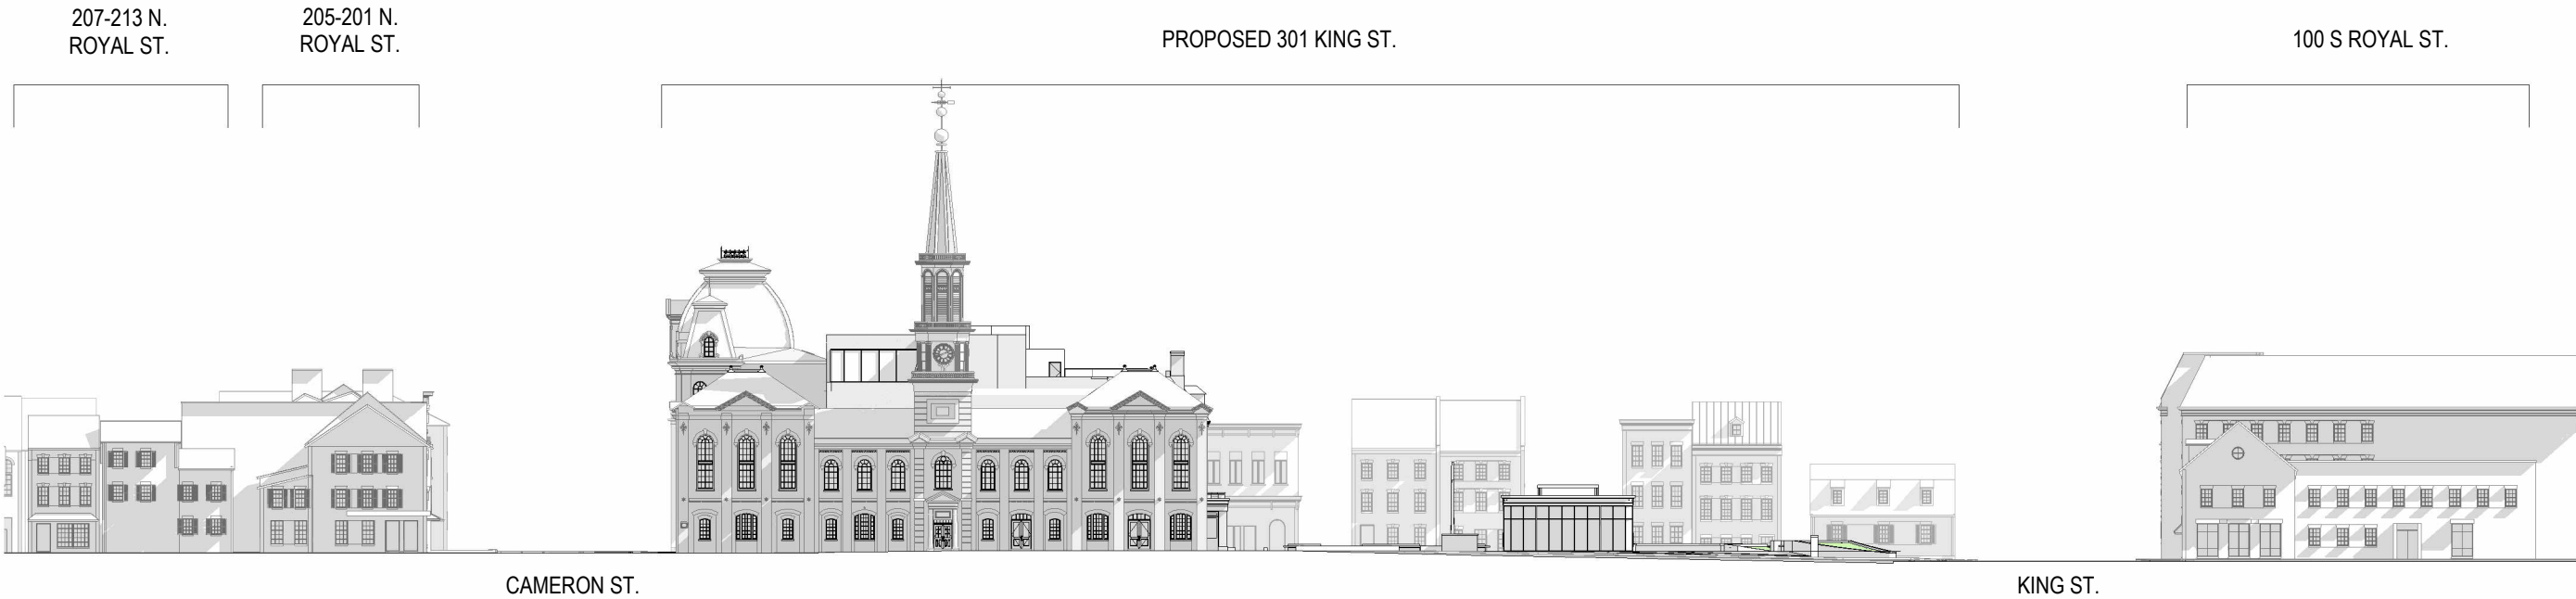 207-213 N.
ROYAL ST.
205-201 N.
ROYAL ST.
PROPOSED 301 KING ST.
100 S ROYAL ST.
CAMERON ST.
KING ST.